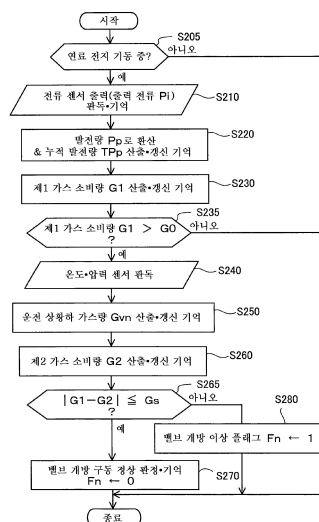 시작
S205
연료 전지 기동 중?
아니오
예
전류 센서 출력(출력 전류 Pi)
판독•기억
S210
발전량 Pp로 환산
& 누적 발전량 TPp 산출•갱신 기억
S220
제1 가스 소비량 G1 산출•갱신 기억
S230
S235
제1 가스 소비량 G1 > G0
?
아니오
예
온도•압력 센서 판독
S240
운전 상황하 가스량 Gvn 산출•갱신 기억
S250
제2 가스 소비량 G2 산출•갱신 기억
S260
S265
|G1−G2| ≦ Gs
?
아니오
예
S280
밸브 개방 이상 플래그 Fn ← 1
밸브 개방 구동 정상 판정•기억
Fn ← 0
S270
종료